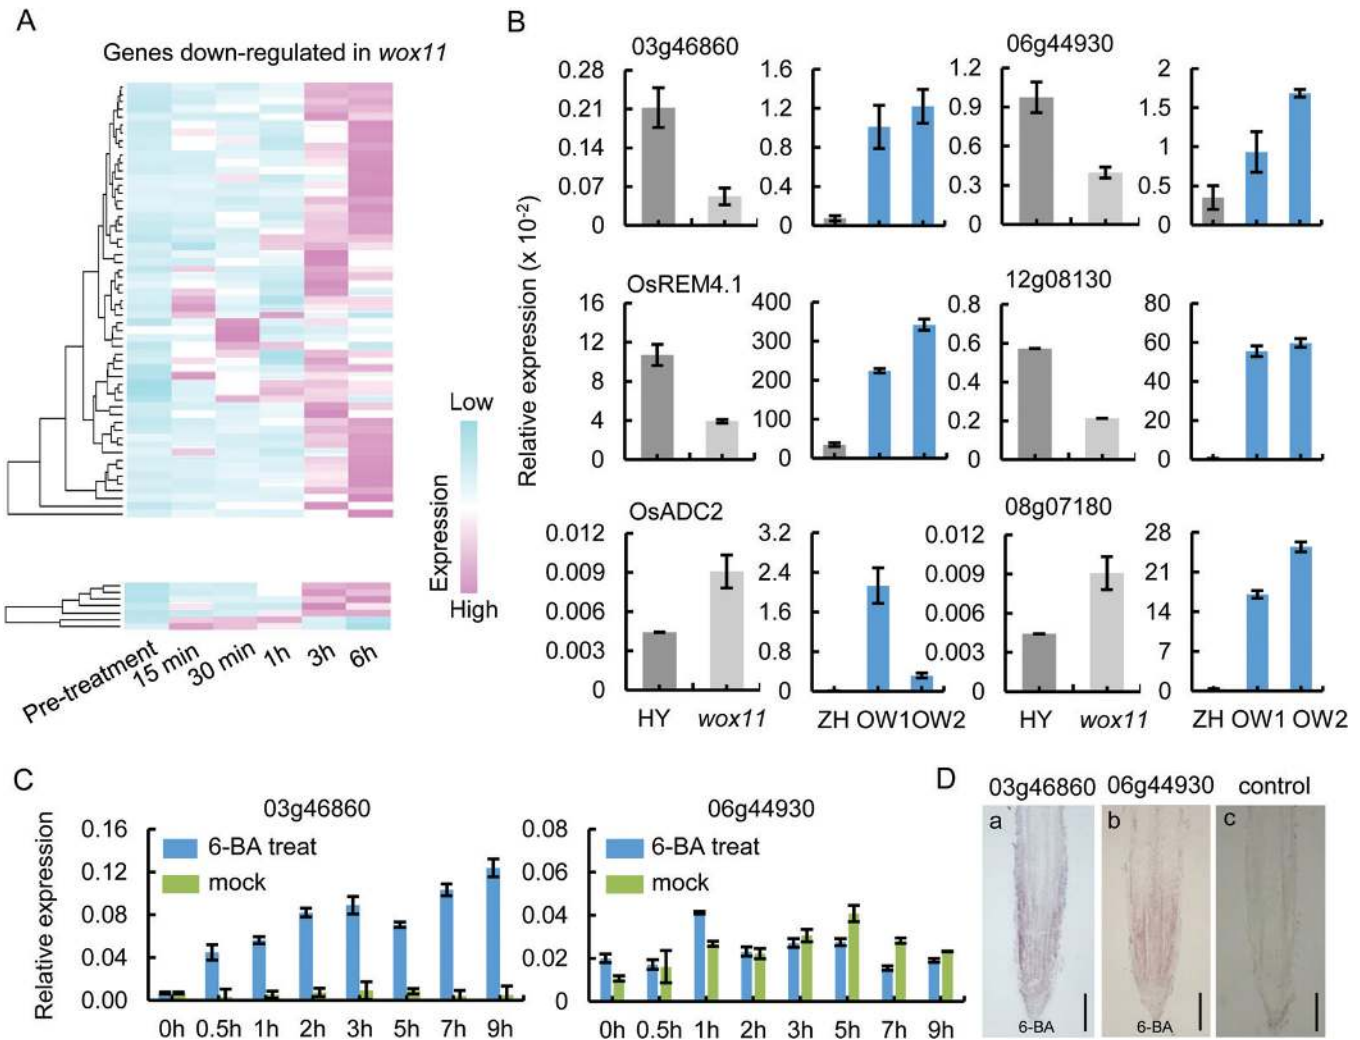 A
Genes down-regulated in wox11
Low
Expression
High
Pre-treatment 15 min 30 min 1h 3h 6h
B
Relative expression (x 10-2)
03g46860
0.28
0.21
0.14
0.07
0
1.6
1.2
0.8
0.4
0
06g44930
1.2
0.9
0.6
0.3
0
2
1.5
1
0.5
0
OsREM4.1
16
12
8
4
0
400
300
200
100
0
12g08130
0.8
0.6
0.4
0.2
0
80
60
40
20
0
OsADC2
0.012
0.009
0.006
0.003
0
HY wox11
3.2
2.4
1.6
0.8
0
ZH OW1OW2
08g07180
0.012
0.009
0.006
0.003
0
HY wox11
28
21
14
7
0
ZH OW1 OW2
C
Relative expression
03g46860
0.16
0.12
0.08
0.04
0.00
6-BA treat
mock
0h 0.5h 1h 2h 3h 5h 7h 9h
06g44930
0.08
0.06
0.04
0.02
0
6-BA treat
mock
0h 0.5h 1h 2h 3h 5h 7h 9h
D
03g46860 06g44930 control
a b c
6-BA 6-BA